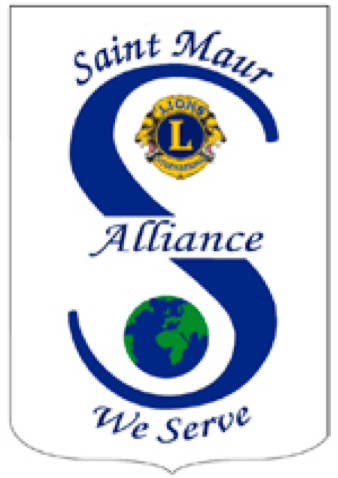 Saint Maur
LIONS
L
INTERNATIONAL
Alliance
We Serve